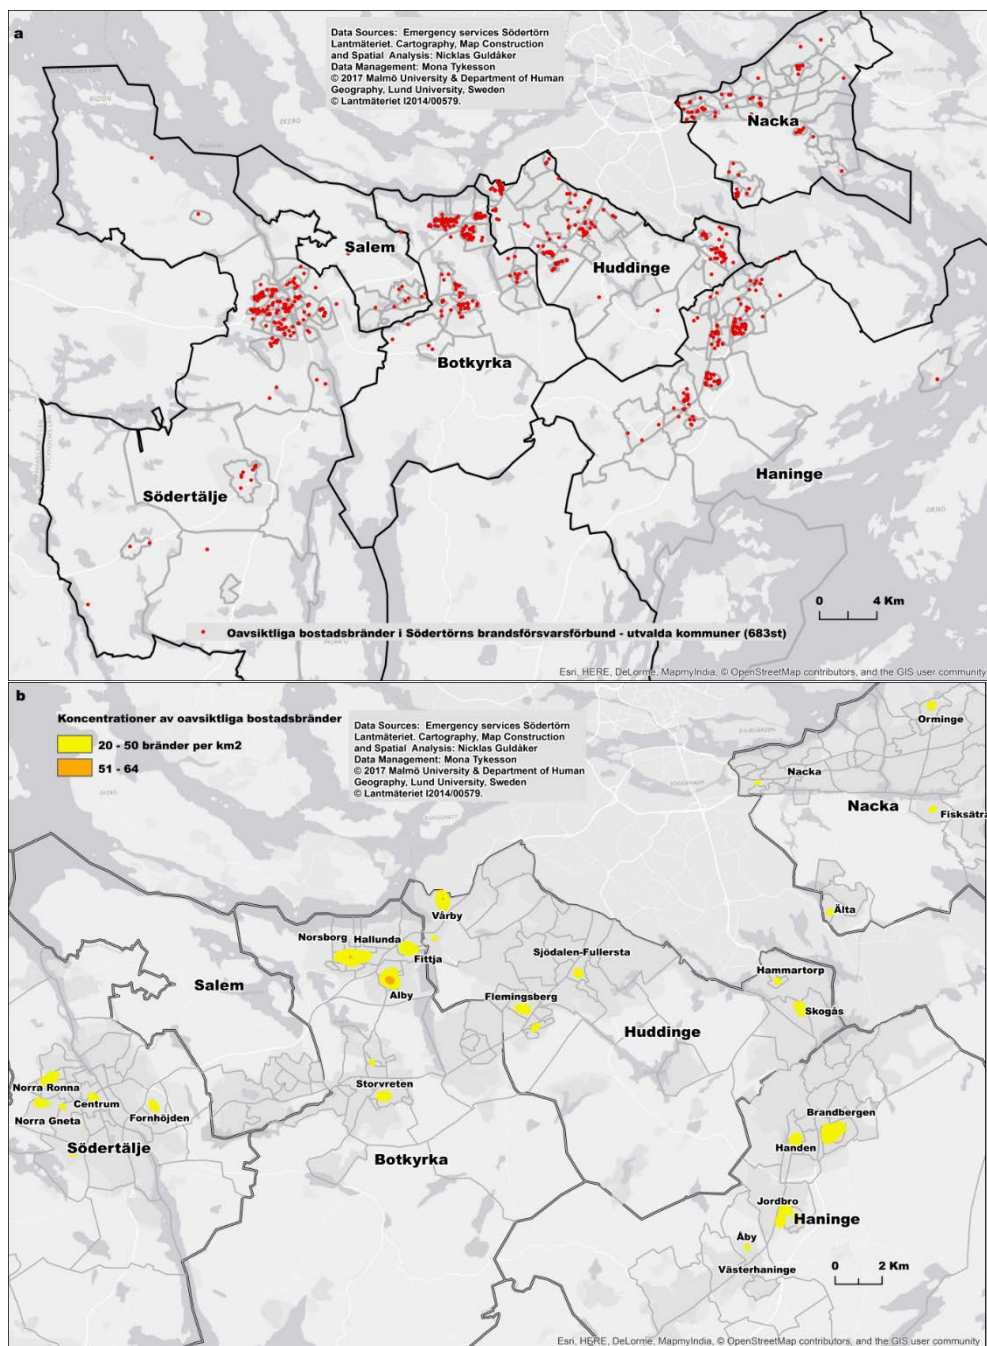 a
Data Sources: Emergency services Södertörn
Lantmäteriet. Cartography, Map Construction
and Spatial Analysis: Nicklas Guldåker
Data Management: Mona Tykesson
© 2017 Malmö University & Department of Human
Geography, Lund University, Sweden
© Lantmäteriet I2014/00579.
EKERÖ
Nacka
Salem
Huddinge
Botkyrka
Södertälje
Haninge
ORNÖ
0 4 Km
Oavsiktliga bostadsbränder i Södertörns brandsförsvarsförbund - utvalda kommuner (683st)
Esri, HERE, DeLorme, MapmyIndia, © OpenStreetMap contributors, and the GIS user community
b
Koncentrationer av oavsiktliga bostadsbränder
20 - 50 bränder per km2
51 - 64
Data Sources: Emergency services Södertörn
Lantmäteriet. Cartography, Map Construction
and Spatial Analysis: Nicklas Guldåker
Data Management: Mona Tykesson
© 2017 Malmö University & Department of Human
Geography, Lund University, Sweden
© Lantmäteriet I2014/00579.
Orminge
Nacka
EKERÖ
Nacka
Fisksätra
Älta
Vårby
Norsborg
Hallunda
Fittja
Sjödalen-Fullersta
Hammartorp
Salem
Alby
Flemingsberg
Skogås
Huddinge
Norra Ronna
Storvreten
Centrum
Fornhöjden
Brandbergen
Norra Gneta
Södertälje
Handen
Botkyrka
Jordbro
Haninge
Åby
Västerhaninge
0 2 Km
Esri, HERE, DeLorme, MapmyIndia, © OpenStreetMap contributors, and the GIS user community